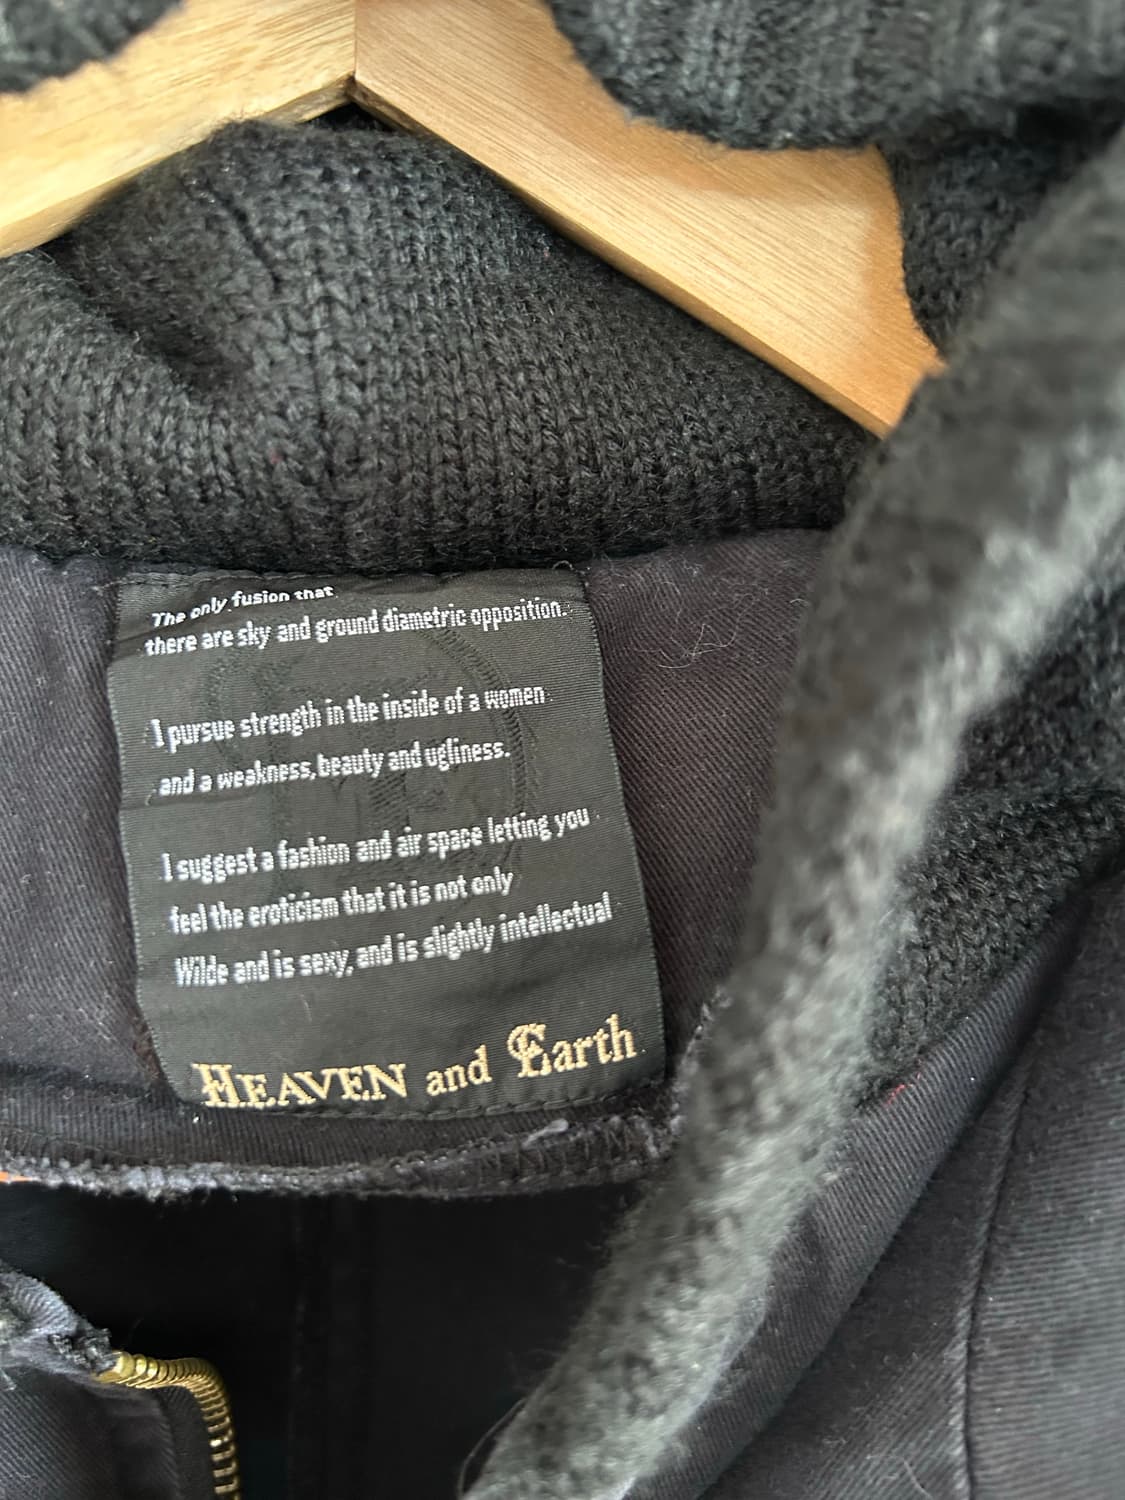 The only fusion that
there are sky and ground diametric opposition.
I pursue strength in the inside of a women
and a weakness, beauty and ugliness.
I suggest a fashion and air space letting you
feel the eroticism that it is not only
Wilde and is sexy, and is slightly intellectual
HEAVEN and Earth